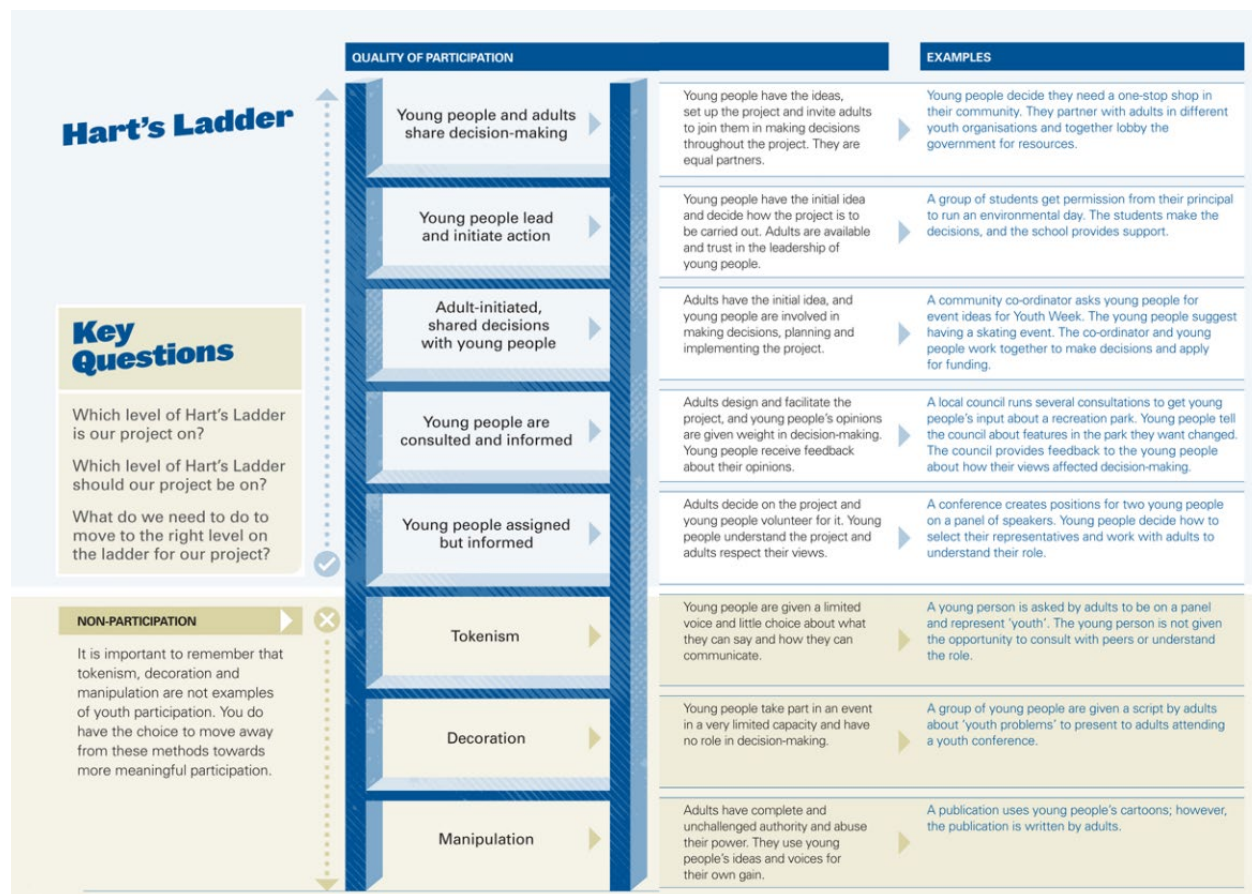 Hart's Ladder
Key
Questions
Which level of Hart's Ladder
is our project on?
Which level of Hart's Ladder
should our project be on?
What do we need to do to
move to the right level on
the ladder for our project?
NON-PARTICIPATION
It is important to remember that
tokenism, decoration and
manipulation are not examples
of youth participation. You do
have the choice to move away
from these methods towards
more meaningful participation.
QUALITY OF PARTICIPATION
EXAMPLES
Young people and adults
share decision-making
Young people have the ideas,
set up the project and invite adults
to join them in making decisions
throughout the project. They are
equal partners.
Young people decide they need a one-stop shop in
their community. They partner with adults in different
youth organisations and together lobby the
government for resources.
Young people lead
and initiate action
Young people have the initial idea
and decide how the project is to
be carried out. Adults are available
and trust in the leadership of
young people.
A group of students get permission from their principal
to run an environmental day. The students make the
decisions, and the school provides support.
Adult-initiated,
shared decisions
with young people
Adults have the initial idea, and
young people are involved in
making decisions, planning and
implementing the project.
A community co-ordinator asks young people for
event ideas for Youth Week. The young people suggest
having a skating event. The co-ordinator and young
people work together to make decisions and apply
for funding.
Young people are
consulted and informed
Adults design and facilitate the
project, and young people's opinions
are given weight in decision-making.
Young people receive feedback
about their opinions.
A local council runs several consultations to get young
people's input about a recreation park. Young people tell
the council about features in the park they want changed.
The council provides feedback to the young people
about how their views affected decision-making.
Young people assigned
but informed
Adults decide on the project and
young people volunteer for it. Young
people understand the project and
adults respect their views.
A conference creates positions for two young people
on a panel of speakers. Young people decide how to
select their representatives and work with adults to
understand their role.
Tokenism
Young people are given a limited
voice and little choice about what
they can say and how they can
communicate.
A young person is asked by adults to be on a panel
and represent 'youth'. The young person is not given
the opportunity to consult with peers or understand
the role.
Decoration
Young people take part in an event
in a very limited capacity and have
no role in decision-making.
A group of young people are given a script by adults
about 'youth problems' to present to adults attending
a youth conference.
Manipulation
Adults have complete and
unchallenged authority and abuse
their power. They use young
people's ideas and voices for
their own gain.
A publication uses young people's cartoons; however,
the publication is written by adults.